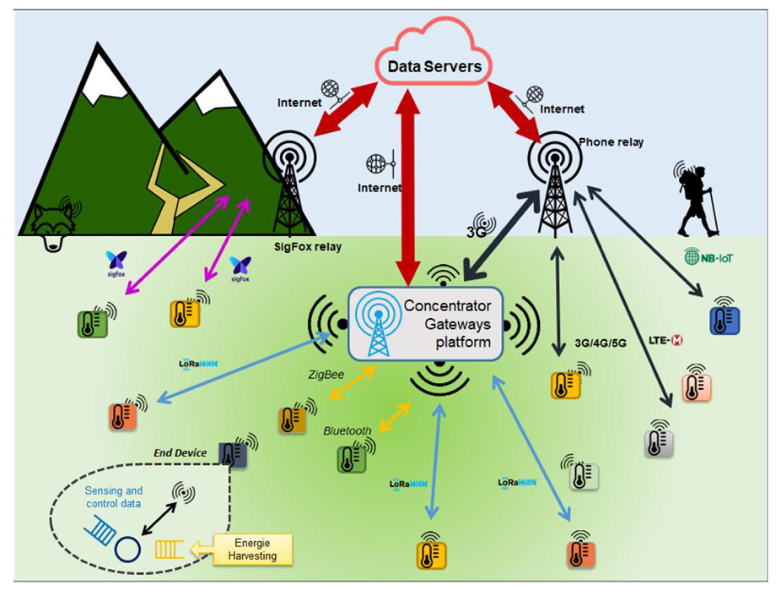 Data Servers
Internet
Internet
Internet
Phone relay
SigFox relay
3G
sigfox
sigfox
NB-IoT
Concentrator
Gateways
platform
3G/4G/5G
LTE-M
LoRaWAN
ZigBee
Bluetooth
End Device
LoRaWAN
LoRaWAN
Sensing and
control data
Energie
Harvesting